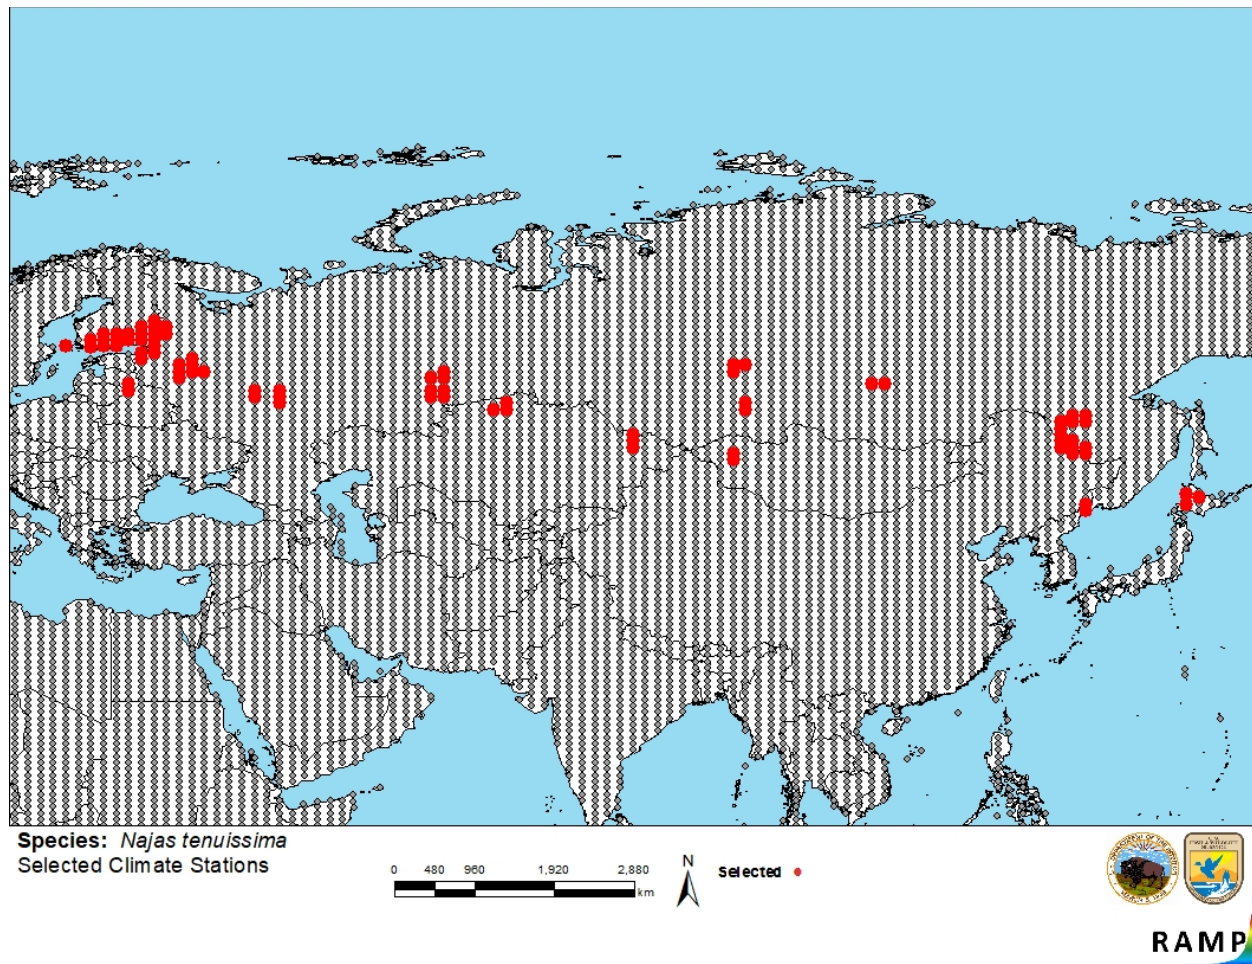 Species: Najas tenuissima
Selected Climate Stations
0 480 960 1,920 2,880
km
N
Selected
RAMP